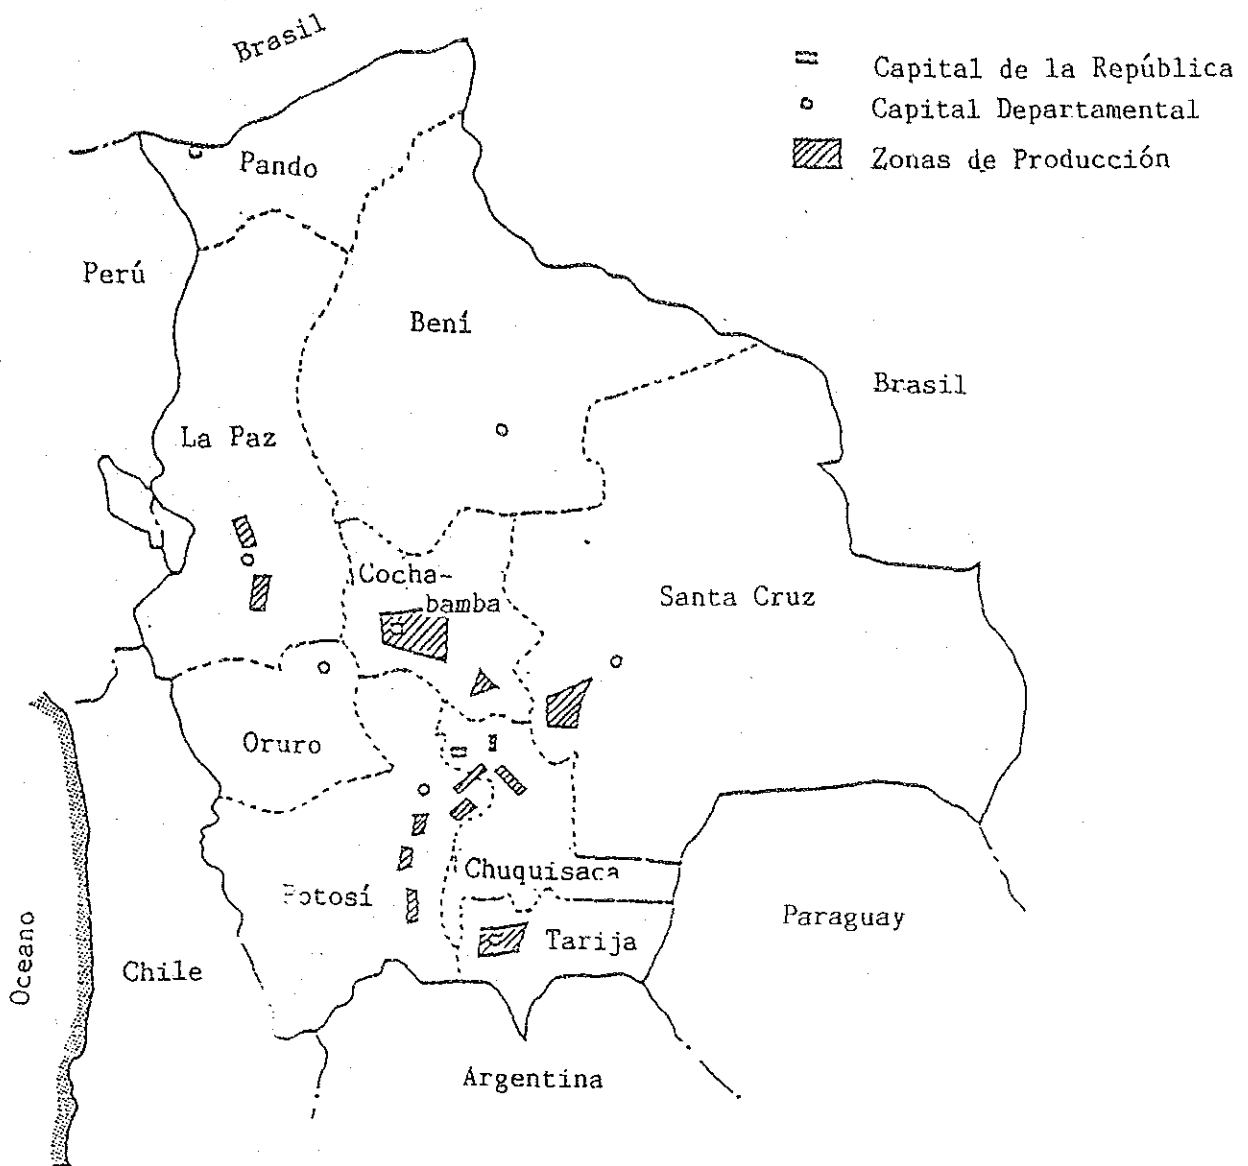 Brasil
Capital de la República
Capital Departamental
Zonas de Producción
Pando
Perú
Bení
Brasil
La Paz
Cocha-
bamba
Santa Cruz
Oruro
Chuquisaca
Potosí
Paraguay
Tarija
Oceano
Chile
Argentina